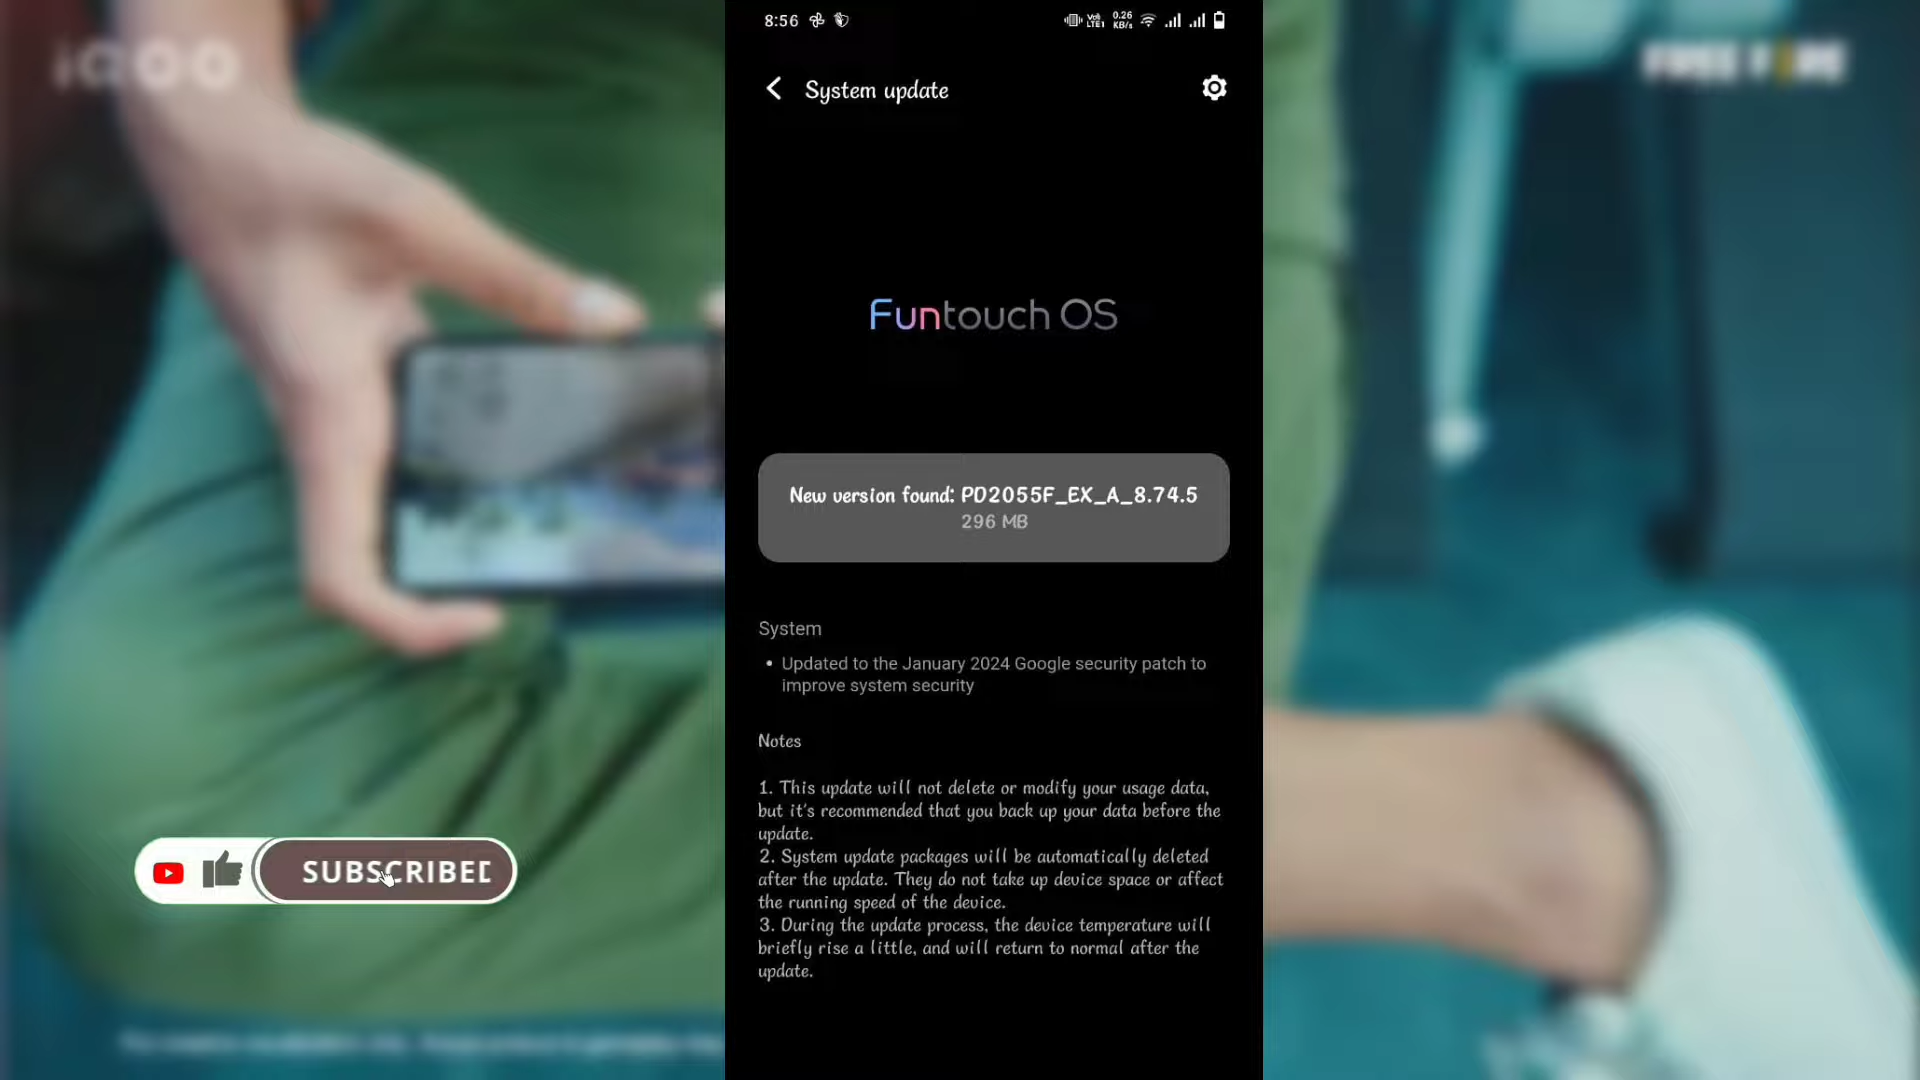 iQOO
FREE FIRE
8:56
VoI
LTE1
0.26
KB/s
System update
Funtouch OS
New version found: PD2055F_EX_A_8.74.5
296 MB
System
• Updated to the January 2024 Google security patch to
improve system security
Notes
1. This update will not delete or modify your usage data,
but it's recommended that you back up your data before the
update.
2. System update packages will be automatically deleted
after the update. They do not take up device space or affect
the running speed of the device.
3. During the update process, the device temperature will
briefly rise a little, and will return to normal after the
update.
SUBSCRIBED